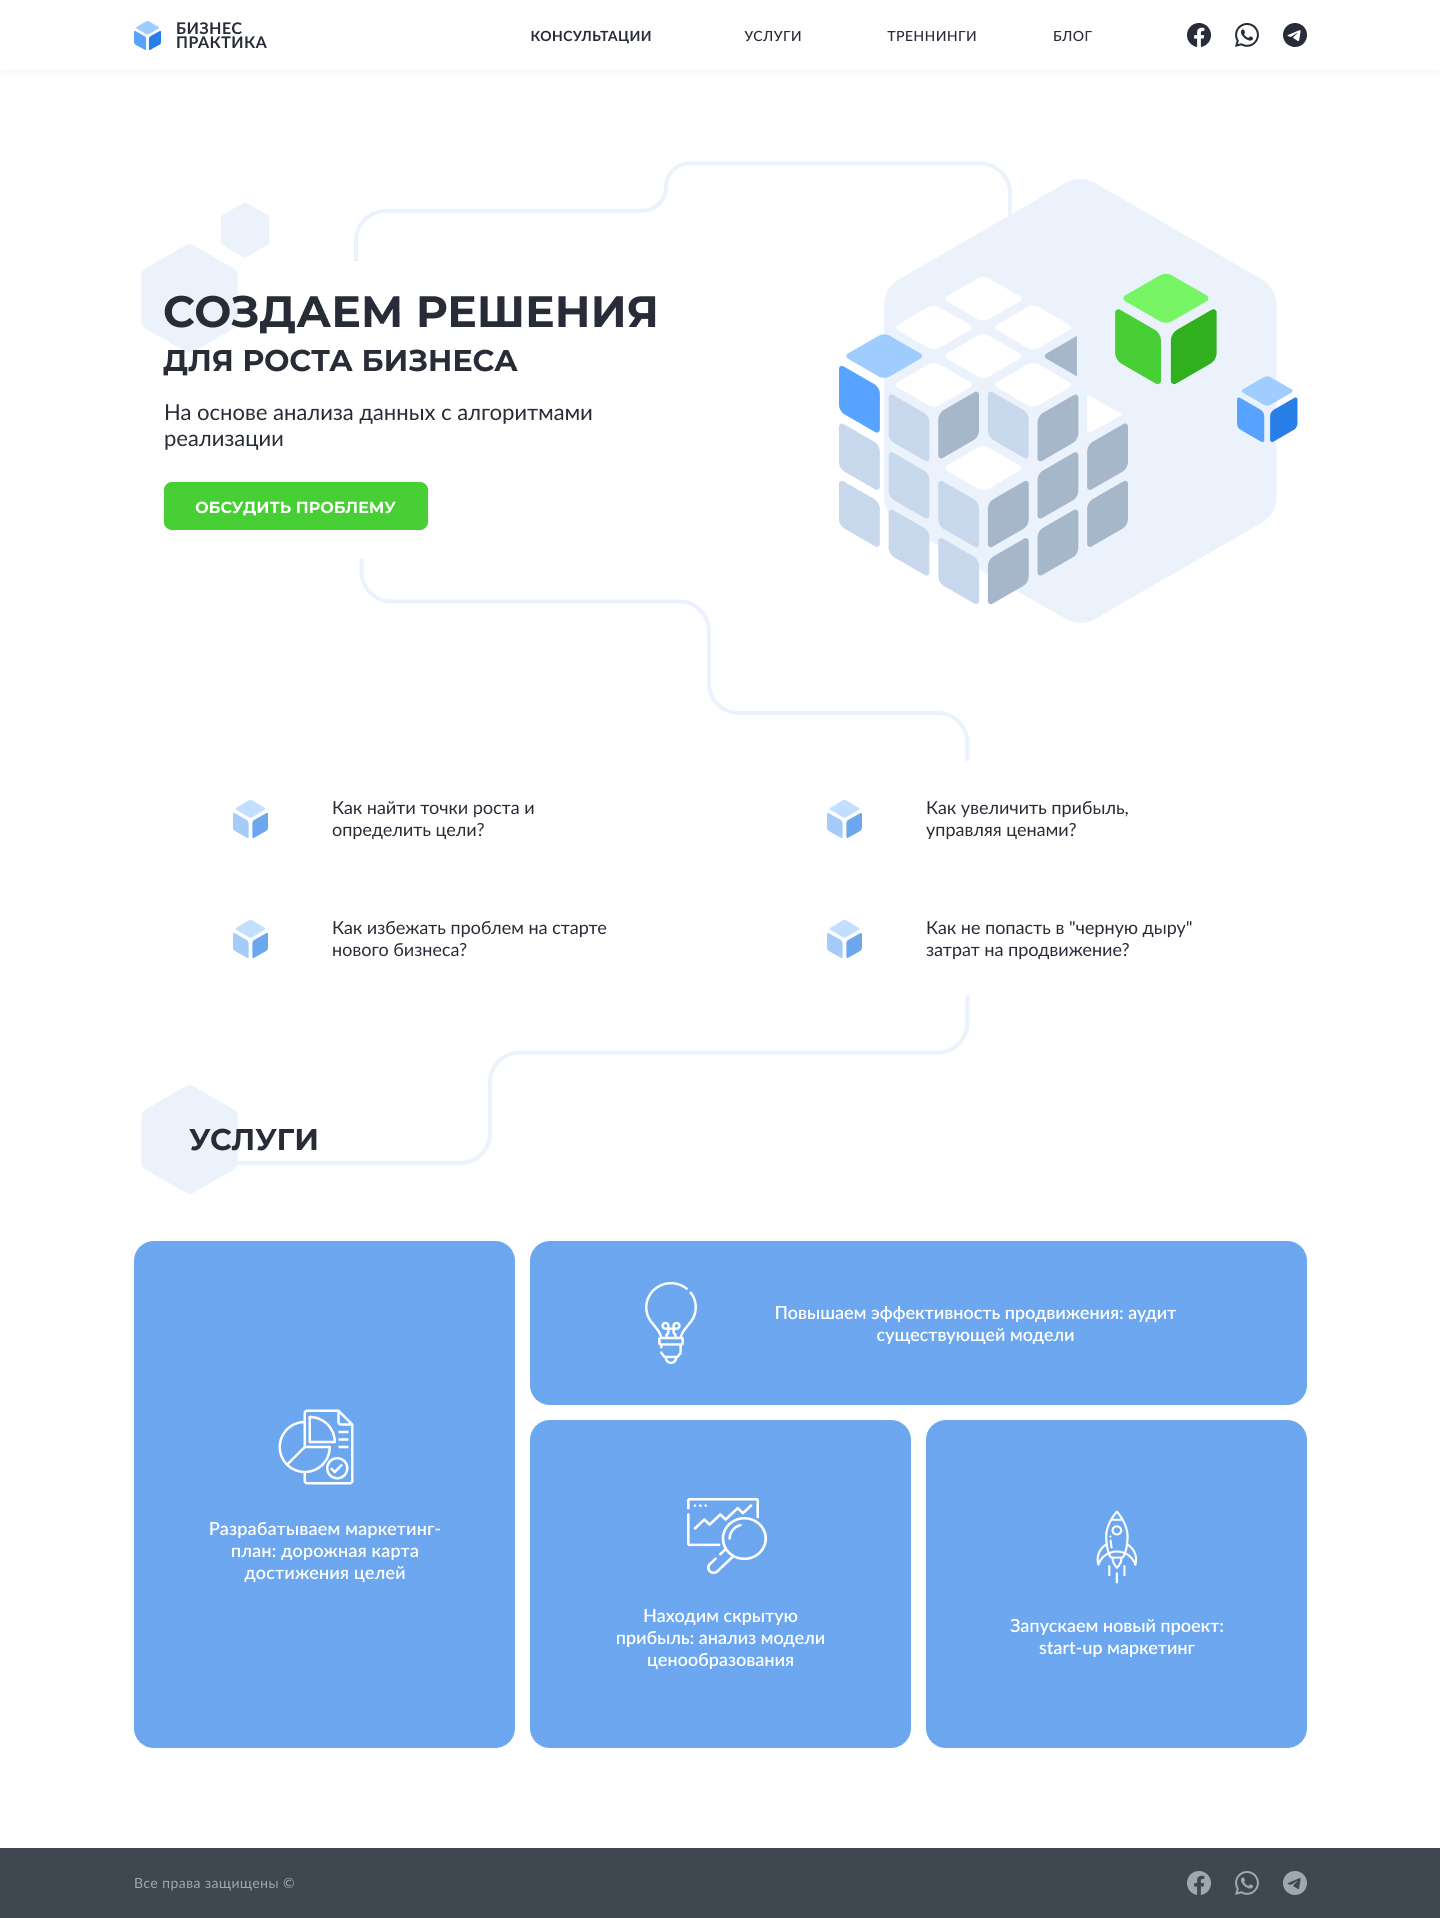 БИЗНЕС
ПРАКТИКА
КОНСУЛЬТАЦИИ
УСЛУГИ
ТРЕННИНГИ
БЛОГ
СОЗДАЕМ РЕШЕНИЯ
ДЛЯ РОСТА БИЗНЕСА
На основе анализа данных с алгоритмами
реализации
ОБСУДИТЬ ПРОБЛЕМУ
Как найти точки роста и
определить цели?
Как увеличить прибыль,
управляя ценами?
Как избежать проблем на старте
нового бизнеса?
Как не попасть в "черную дыру"
затрат на продвижение?
УСЛУГИ
Разрабатываем маркетинг-
план: дорожная карта
достижения целей
Повышаем эффективность продвижения: аудит
существующей модели
Находим скрытую
прибыль: анализ модели
ценообразования
Запускаем новый проект:
start-up маркетинг
Все права защищены ©